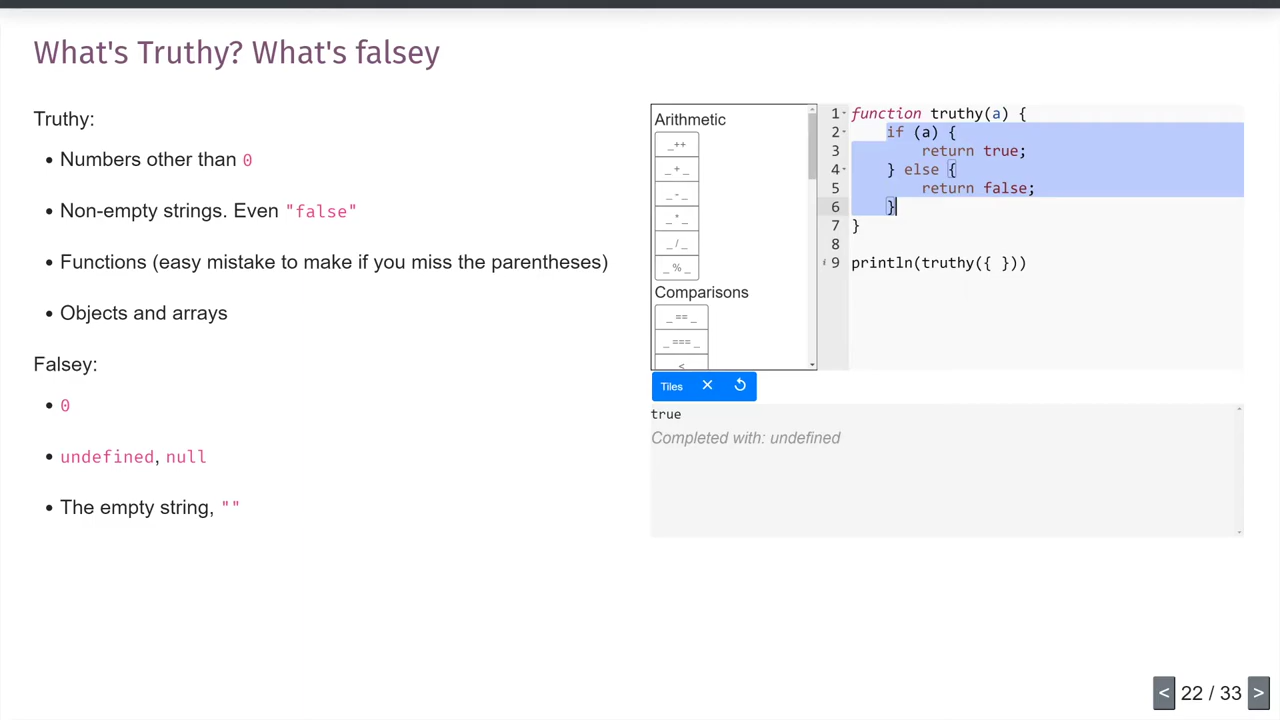 What's Truthy? What's falsey
Truthy:
• Numbers other than 0
• Non-empty strings. Even "false"
• Functions (easy mistake to make if you miss the parentheses)
• Objects and arrays
Falsey:
• 0
• undefined, null
• The empty string, ""
Arithmetic
_++
_ + _
_ - _
_ * _
_ / _
_ % _
Comparisons
_ == _
_ === _
<
1 function truthy(a) {
2 if (a) {
3 return true;
4 } else {
5 return false;
6 }
7 }
8
i 9 println(truthy({ }))
Tiles
true
Completed with: undefined
< 22 / 33 >